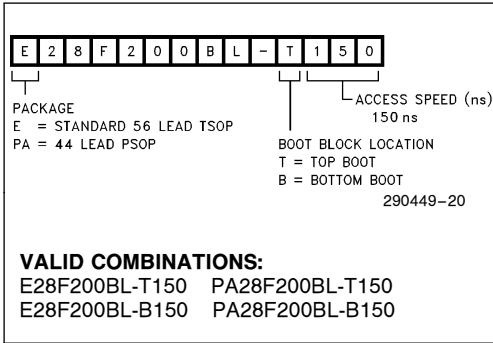 E28F200BL-T150
ACCESS SPEED (ns)
150 ns
PACKAGE
E = STANDARD 56 LEAD TSOP
PA = 44 LEAD PSOP
BOOT BLOCK LOCATION
T = TOP BOOT
B = BOTTOM BOOT
290449–20
VALID COMBINATIONS:
E28F200BL-T150 PA28F200BL-T150
E28F200BL-B150 PA28F200BL-B150